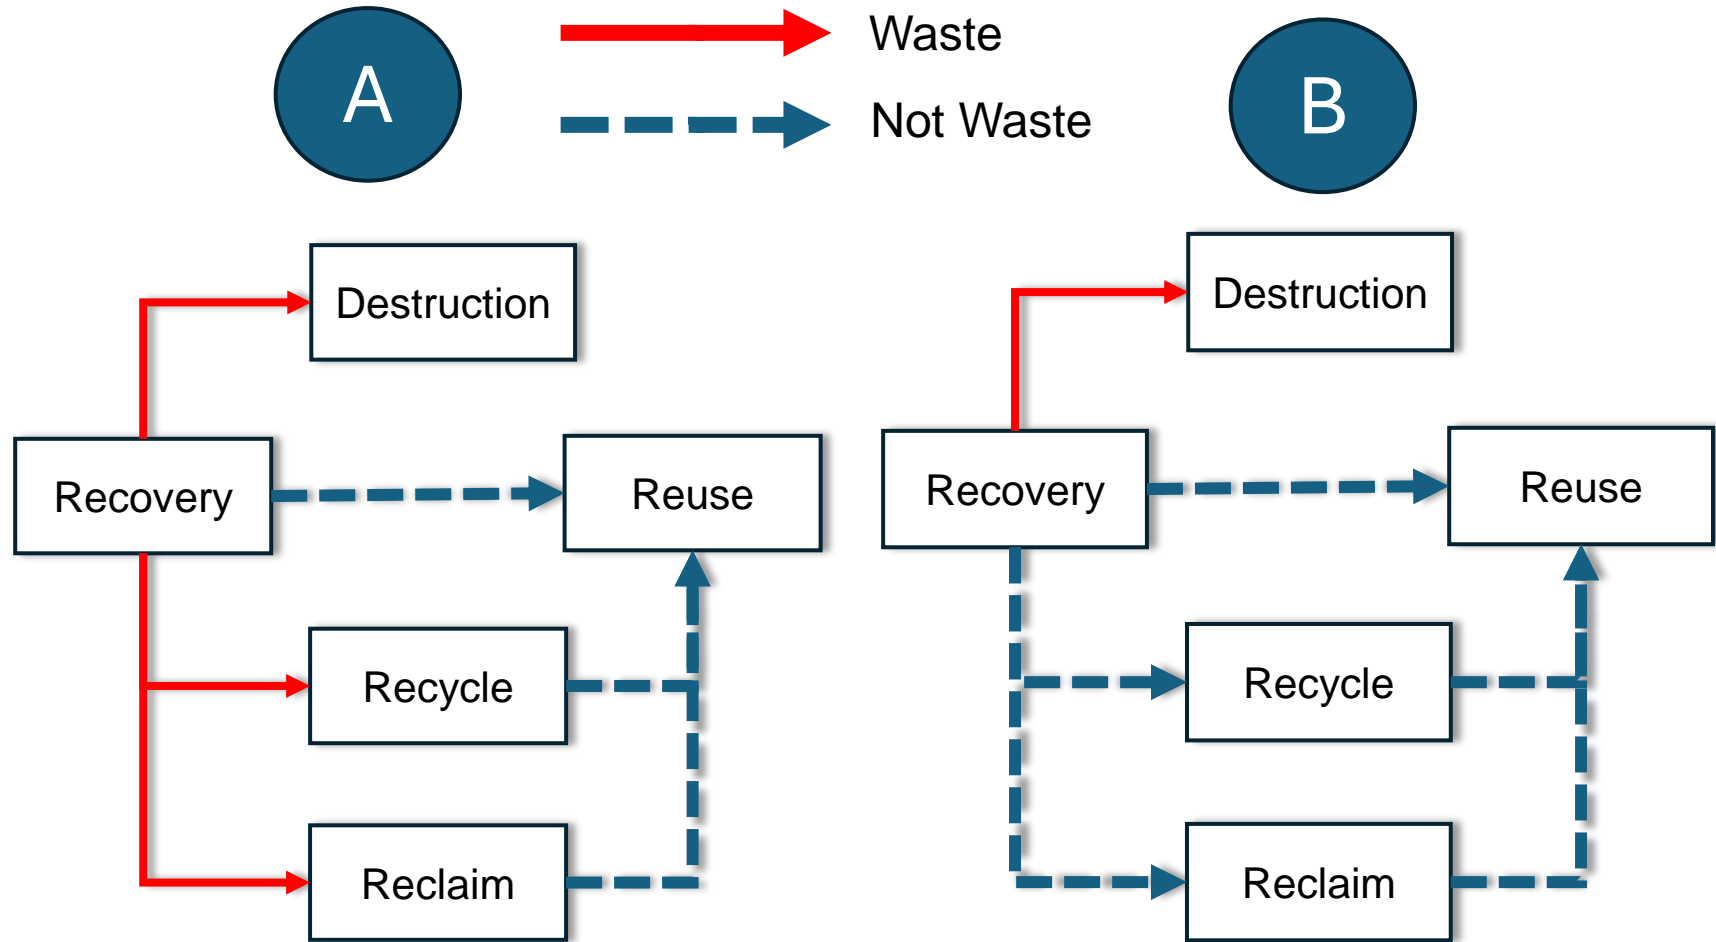 A
Waste
Not Waste
B
Destruction
Recovery
Reuse
Recycle
Reclaim
Destruction
Recovery
Reuse
Recycle
Reclaim